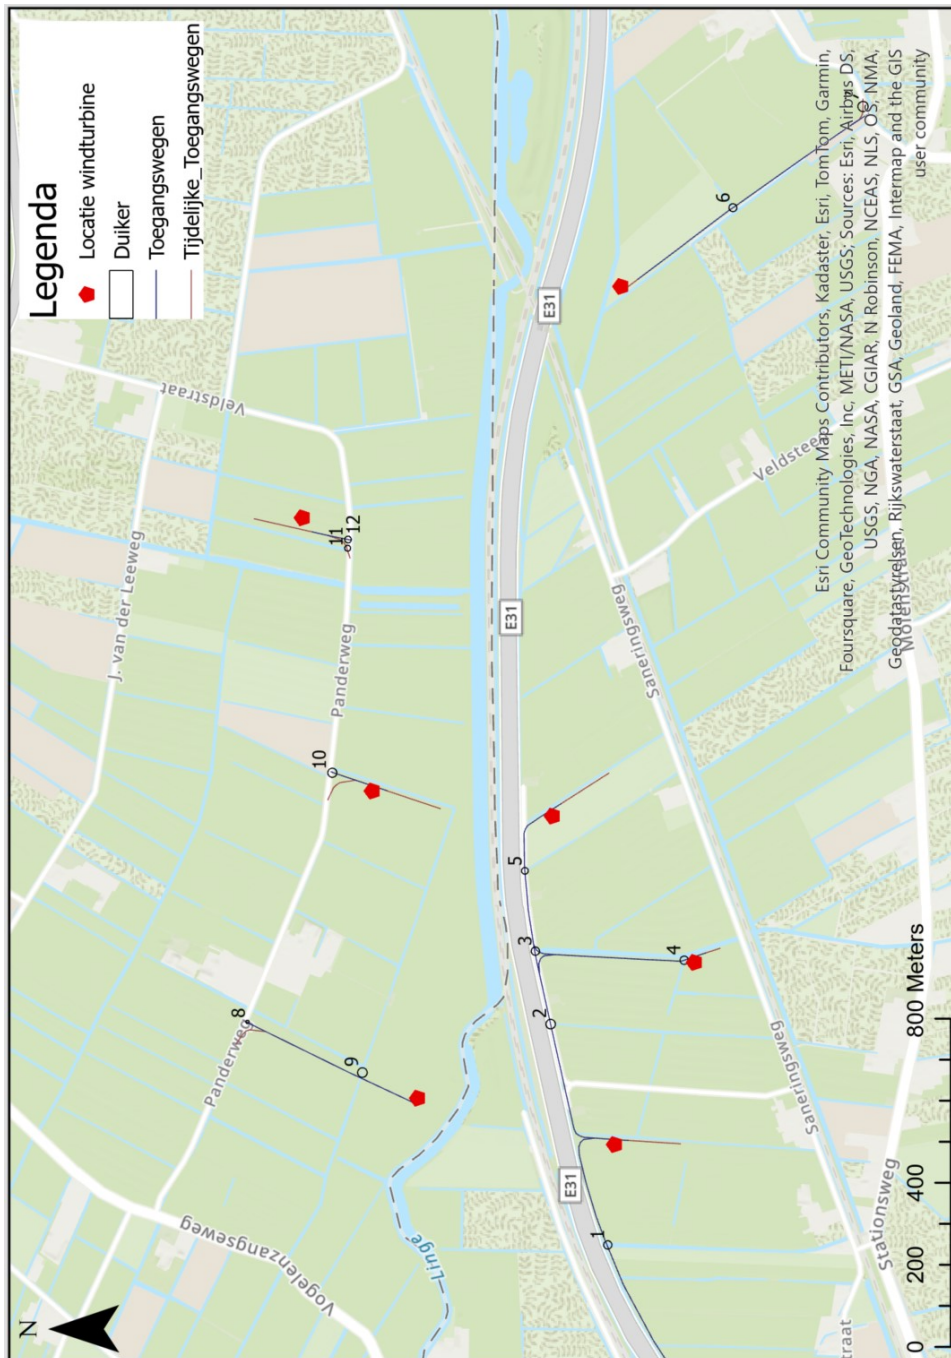 Legenda
Locatie windturbine
Duiker
Toegangswegen
Tijdelijke_Toegangswegen
N
Vogelenzangseweg
Panderweg
Panderweg
J. van der Leeweg
Veldstraat
Linge
8
9
10
11
12
E31
E31
E31
1
2
3
4
5
6
7
Saneringsweg
Saneringsweg
Veldsteeg
Stationsweg
Molenstraat
straat
0
200
400
800 Meters
Esri Community Maps Contributors, Kadaster, Esri, TomTom, Garmin,
Foursquare, GeoTechnologies, Inc, METI/NASA, USGS; Sources: Esri, Airbus DS,
USGS, NGA, NASA, CGIAR, N Robinson, NCEAS, NLS, OS, NMA,
Geodatastyrelsen, Rijkswaterstaat, GSA, Geoland, FEMA, Intermap and the GIS
user community